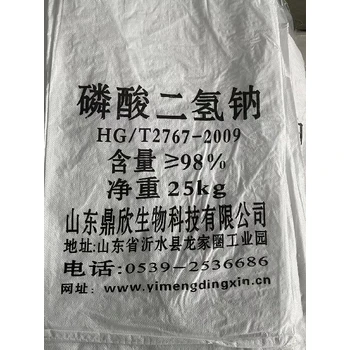 磷酸二氢钠
HG/T2767-2009
含量≥98%
净重25kg
山东鼎欣生物科技有限公司
地址:山东省沂水县龙家圈工业园
电话:0539-2536686
网址: www.yimengdingxin.cn